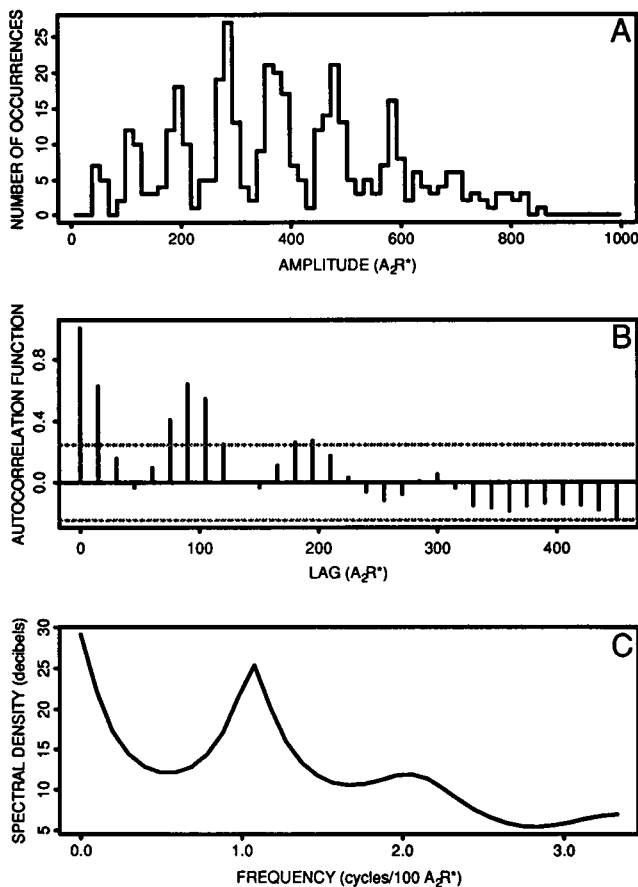 A
NUMBER OF OCCURRENCES
25
20
15
10
5
0
0 200 400 600 800 1000
AMPLITUDE (A₂R*)
B
AUTOCORRELATION FUNCTION
0.8
0.4
0.0
0 100 200 300 400
LAG (A₂R*)
C
SPECTRAL DENSITY (decibels)
30
25
20
15
10
5
0.0 1.0 2.0 3.0
FREQUENCY (cycles/100 A₂R*)